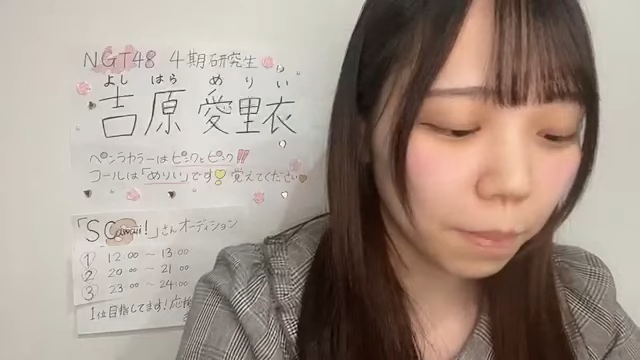 NGT48 4期研究生
よし はら めりい
吉原 愛里衣
ペンラカラーはピンクとピンク!!
コールは「めりい」です 覚えてください
「S Cawaii!」さん オーディション
① 12:00 ～ 13:00
② 20:00 ～ 21:00
③ 23:00 ～ 24:00
1位目指してます!応